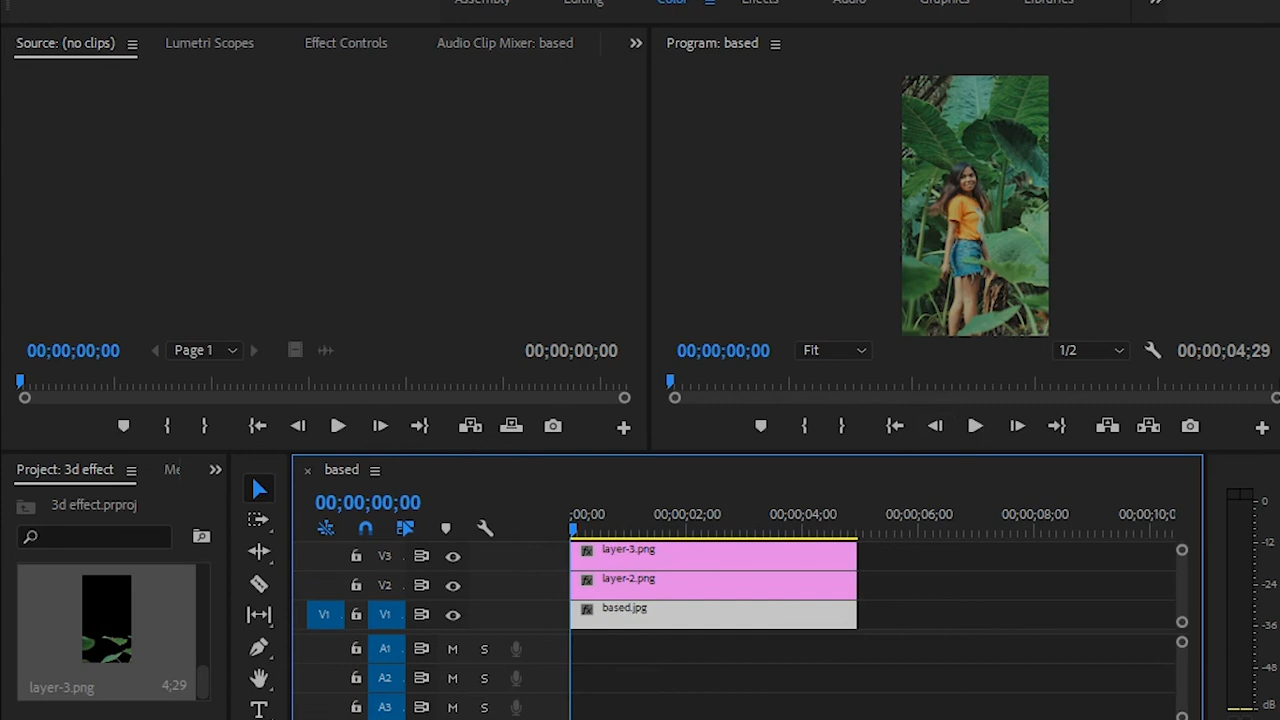 Assembly Editing Color Effects Audio Graphics Libraries
Source: (no clips) Lumetri Scopes Effect Controls Audio Clip Mixer: based
Program: based
00;00;00;00 Page 1 00;00;00;00
00;00;00;00 Fit 1/2 00;00;04;29
Project: 3d effect Me
3d effect.prproj
layer-3.png 4;29
based
00;00;00;00
;00;00 00;00;02;00 00;00;04;00 00;00;06;00 00;00;08;00 00;00;10;0
V3 layer-3.png
V2 layer-2.png
V1 V1 based.jpg
A1 M S
A2 M S
A3 M S
0
-12
-24
-36
-48
dB